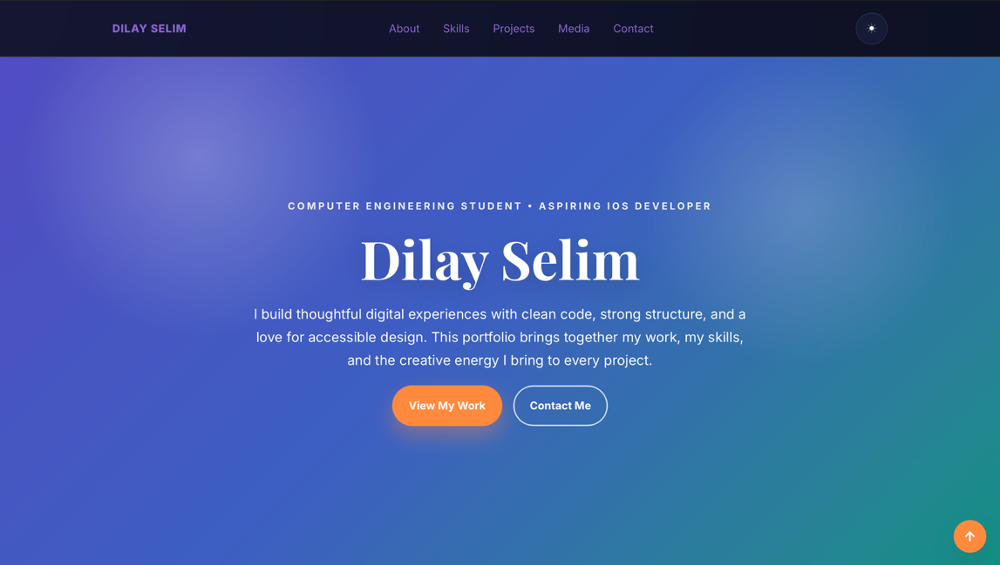 DILAY SELIM
About Skills Projects Media Contact
COMPUTER ENGINEERING STUDENT • ASPIRING IOS DEVELOPER
Dilay Selim
I build thoughtful digital experiences with clean code, strong structure, and a
love for accessible design. This portfolio brings together my work, my skills,
and the creative energy I bring to every project.
View My Work Contact Me